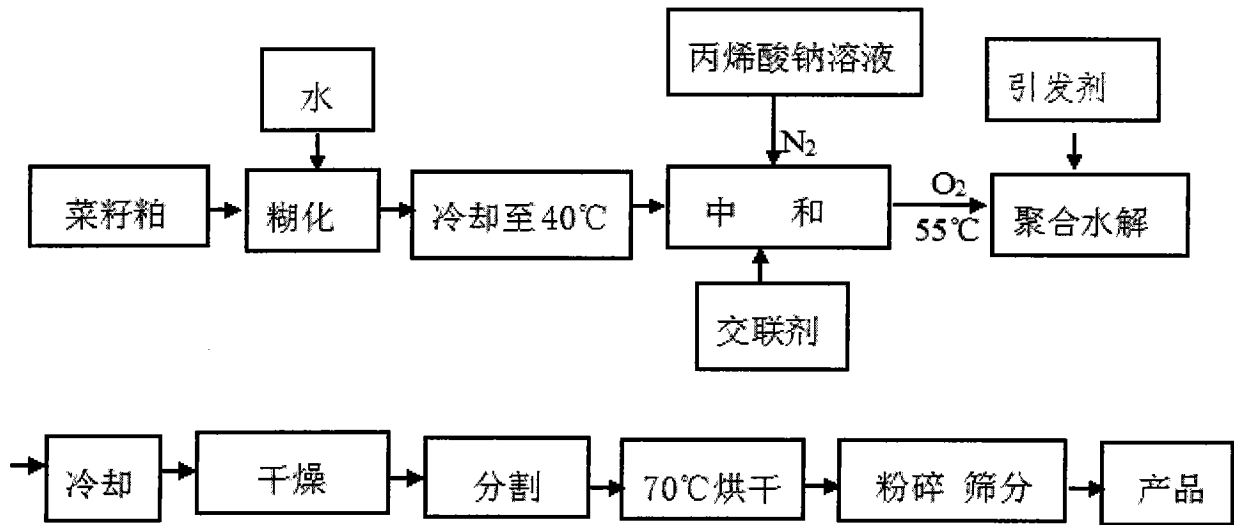 丙烯酸钠溶液
引发剂
水
N₂
菜籽粕
糊化
冷却至40℃
中 和
O₂
55℃
聚合水解
交联剂
冷却
干燥
分割
70℃烘干
粉碎 筛分
产品